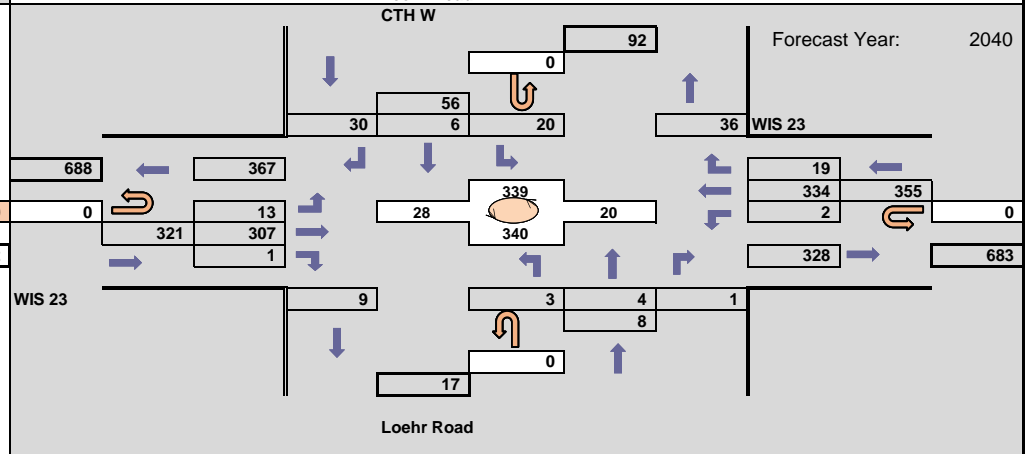 CTH W
92
Forecast Year: 2040
0
56
30 6 20 36 WIS 23
688 367 19
339 334 355
0 13 28 20 2 0
321 307 340
1 328 683
WIS 23 9 3 4 1
8
0
17
Loehr Road